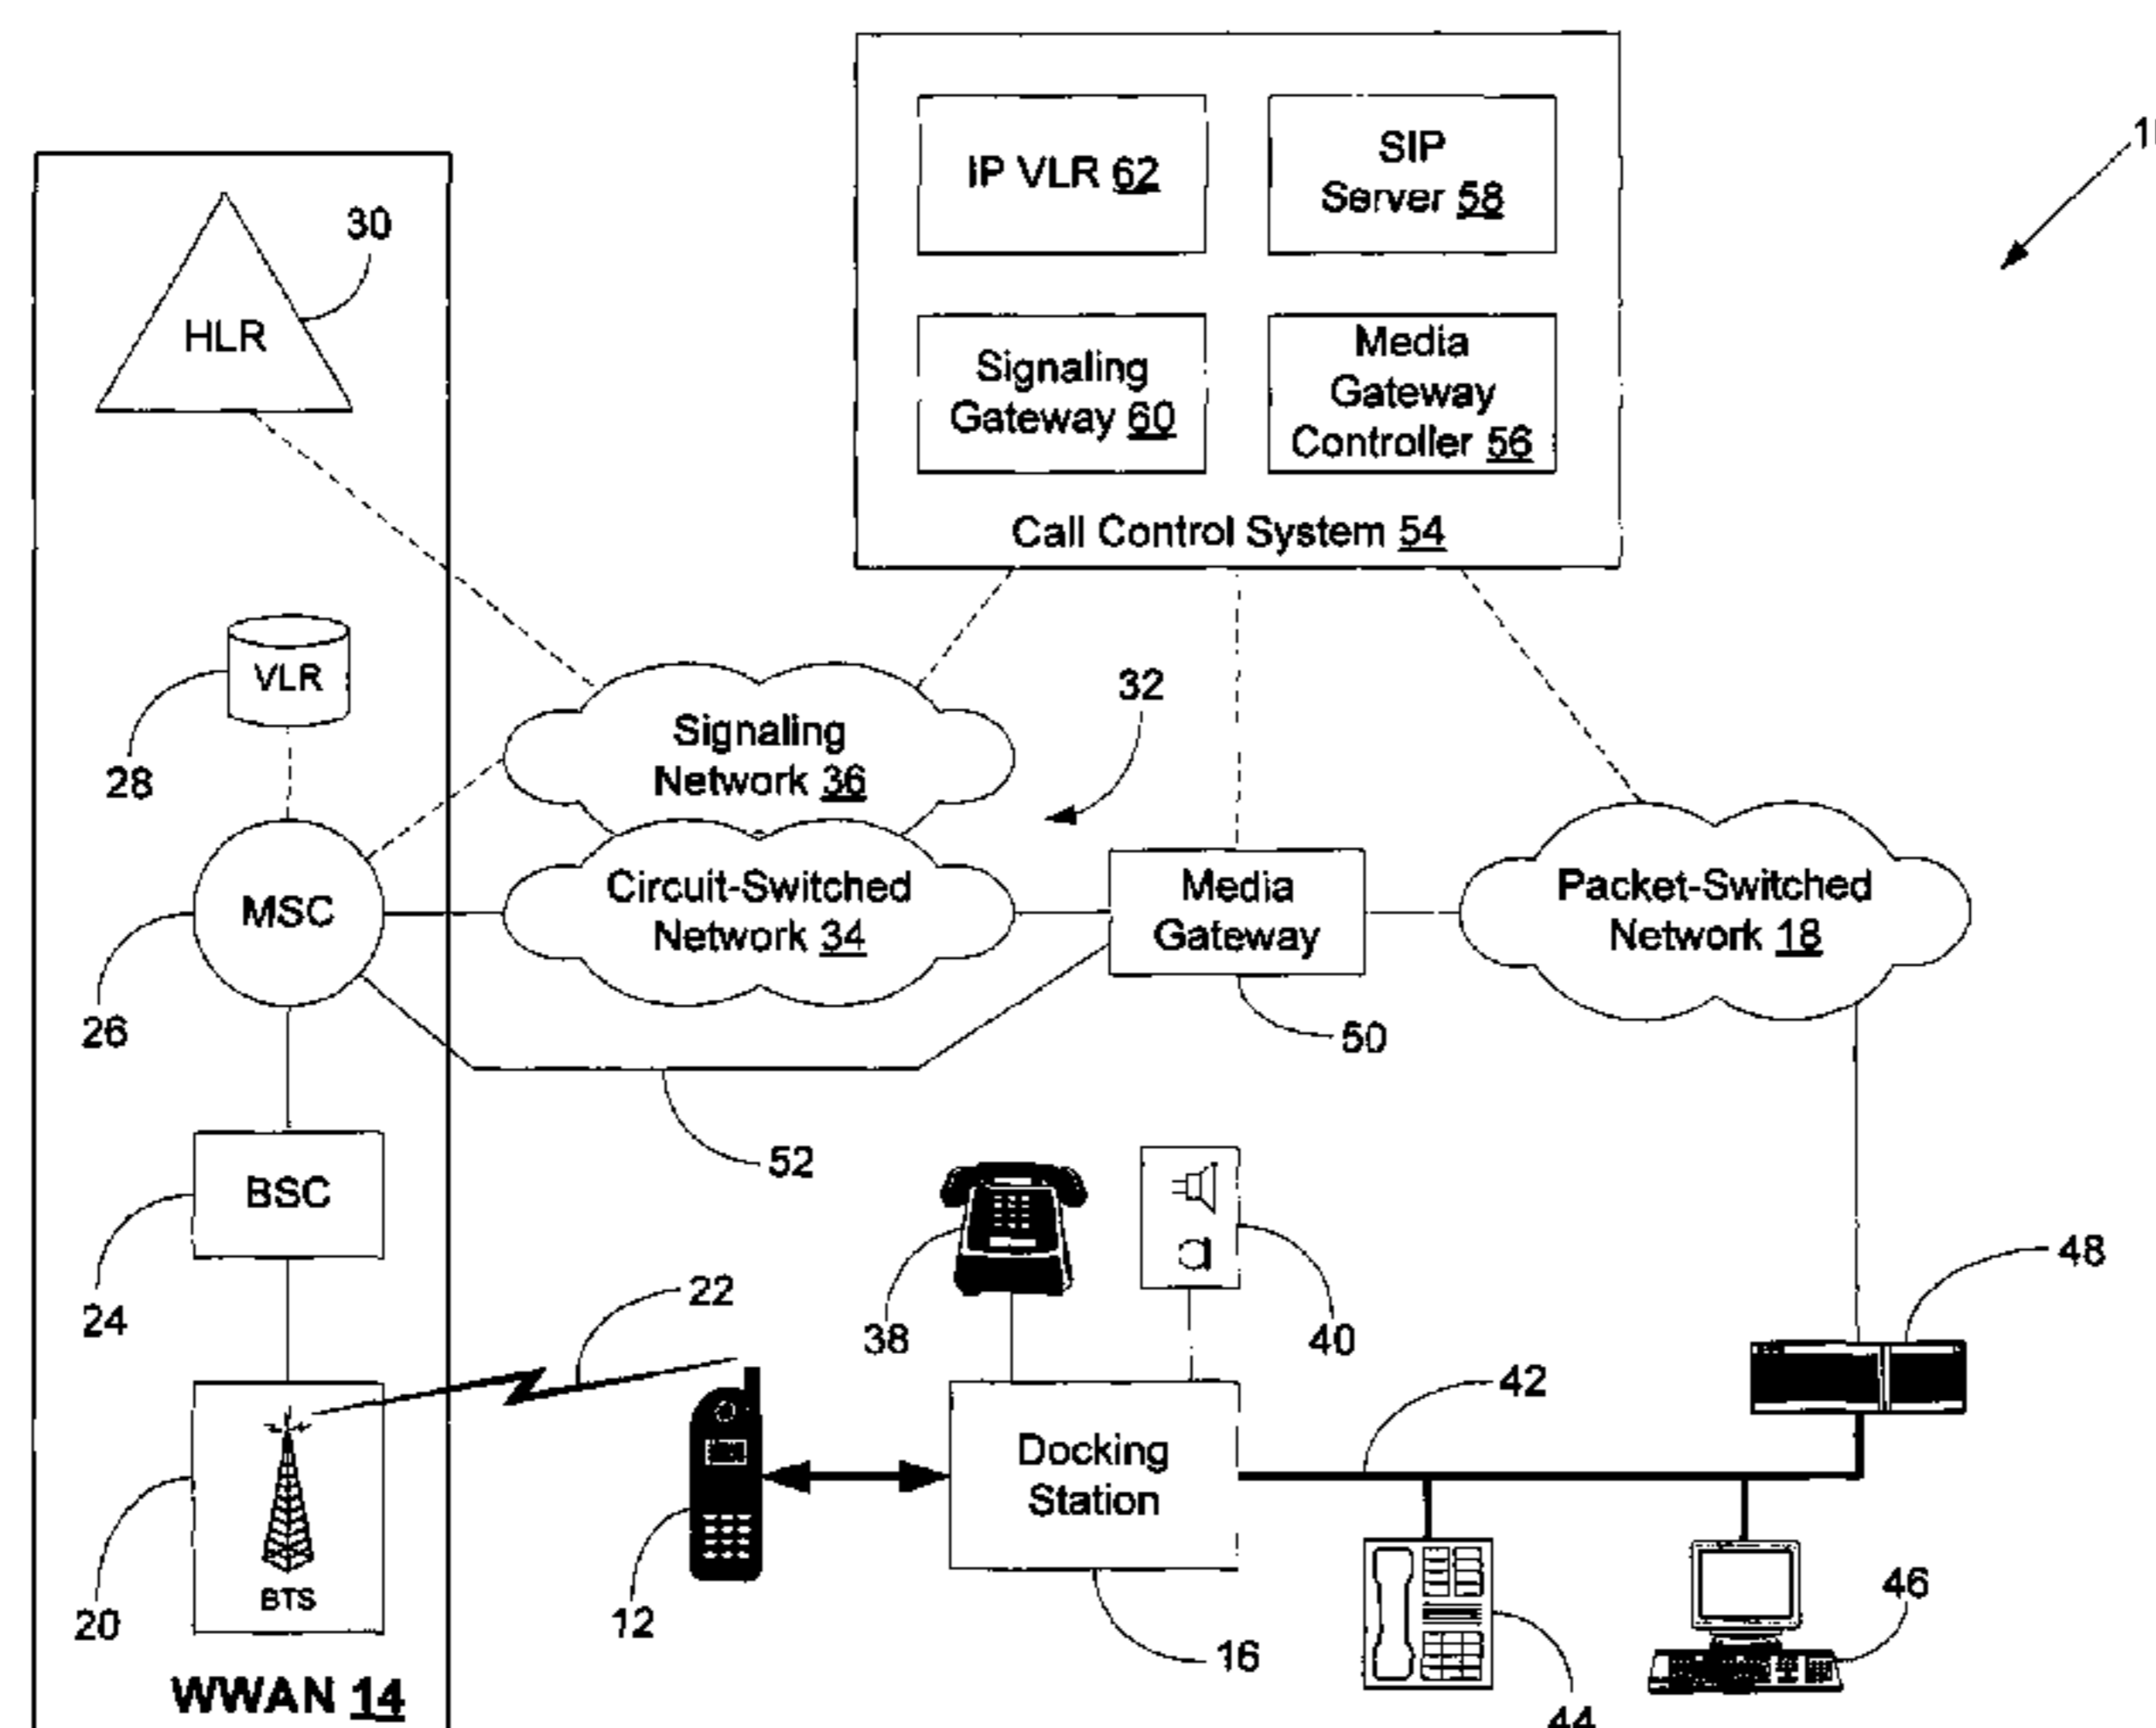 IP VLR 62
SIP
Server 58
Signaling
Gateway 60
Media
Gateway
Controller 56
Call Control System 54
30
HLR
VLR
28
MSC
26
BSC
24
BTS
20
WWAN 14
Signaling
Network 36
32
Circuit-Switched
Network 34
Media
Gateway
50
Packet-Switched
Network 18
52
22
12
38
40
Docking
Station
16
42
48
44
46